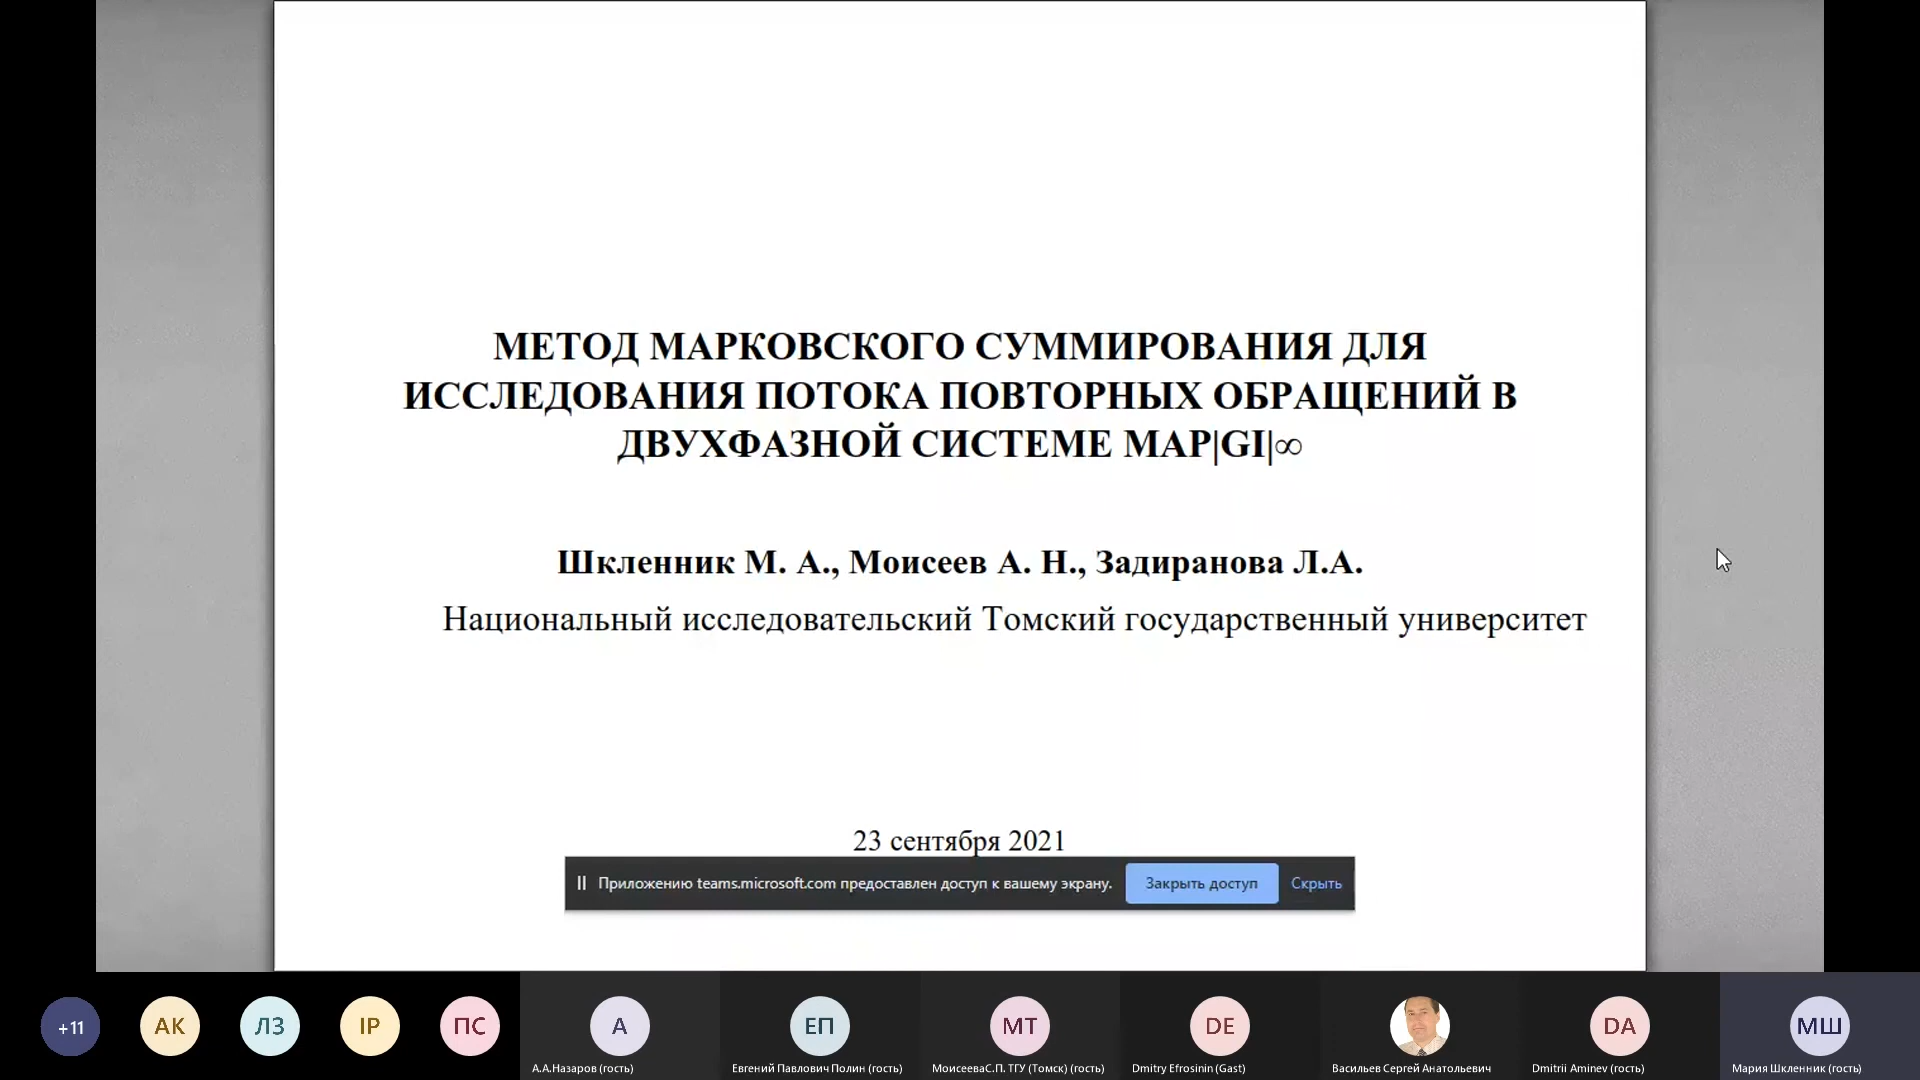 МЕТОД МАРКОВСКОГО СУММИРОВАНИЯ ДЛЯ
ИССЛЕДОВАНИЯ ПОТОКА ПОВТОРНЫХ ОБРАЩЕНИЙ В
ДВУХФАЗНОЙ СИСТЕМЕ MAP|GI|∞
Шкленник М. А., Моисеев А. Н., Задиранова Л.А.
Национальный исследовательский Томский государственный университет
23 сентября 2021
Приложению teams.microsoft.com предоставлен доступ к вашему экрану. Закрыть доступ Скрыть
+11 АК ЛЗ IP ПС А ЕП МТ DE DA МШ
А.А.Назаров (гость) Евгений Павлович Полин (гость) МоисееваС.П. ТГУ (Томск) (гость) Dmitry Efrosinin (Gast) Васильев Сергей Анатольевич Dmitrii Aminev (гость) Мария Шкленник (гость)